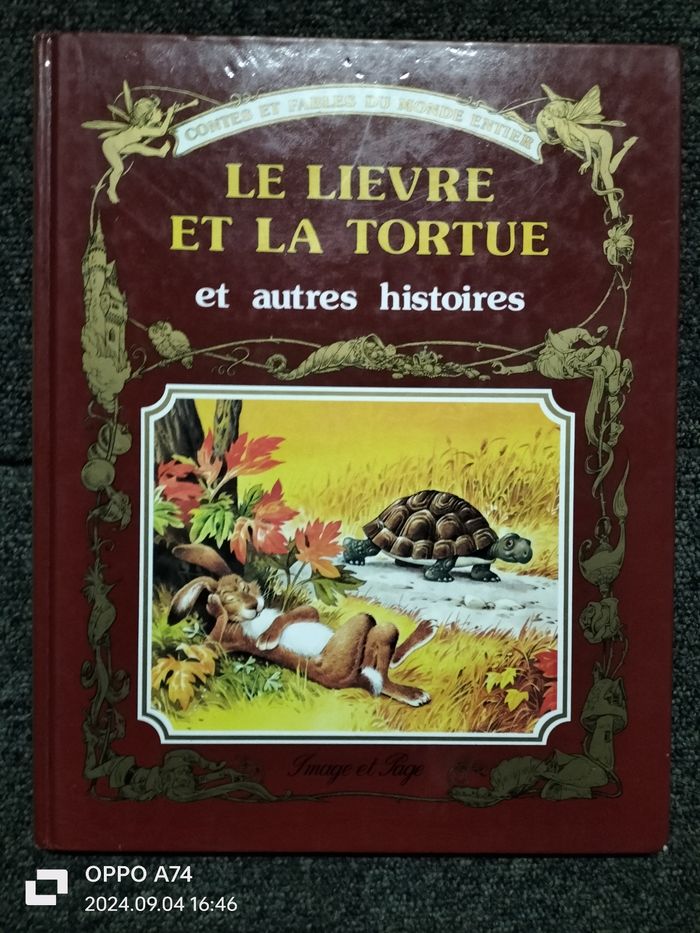 CONTES ET FABLES DU MONDE ENTIER
LE LIEVRE
ET LA TORTUE
et autres histoires
Image et Page
OPPO A74
2024.09.04 16:46